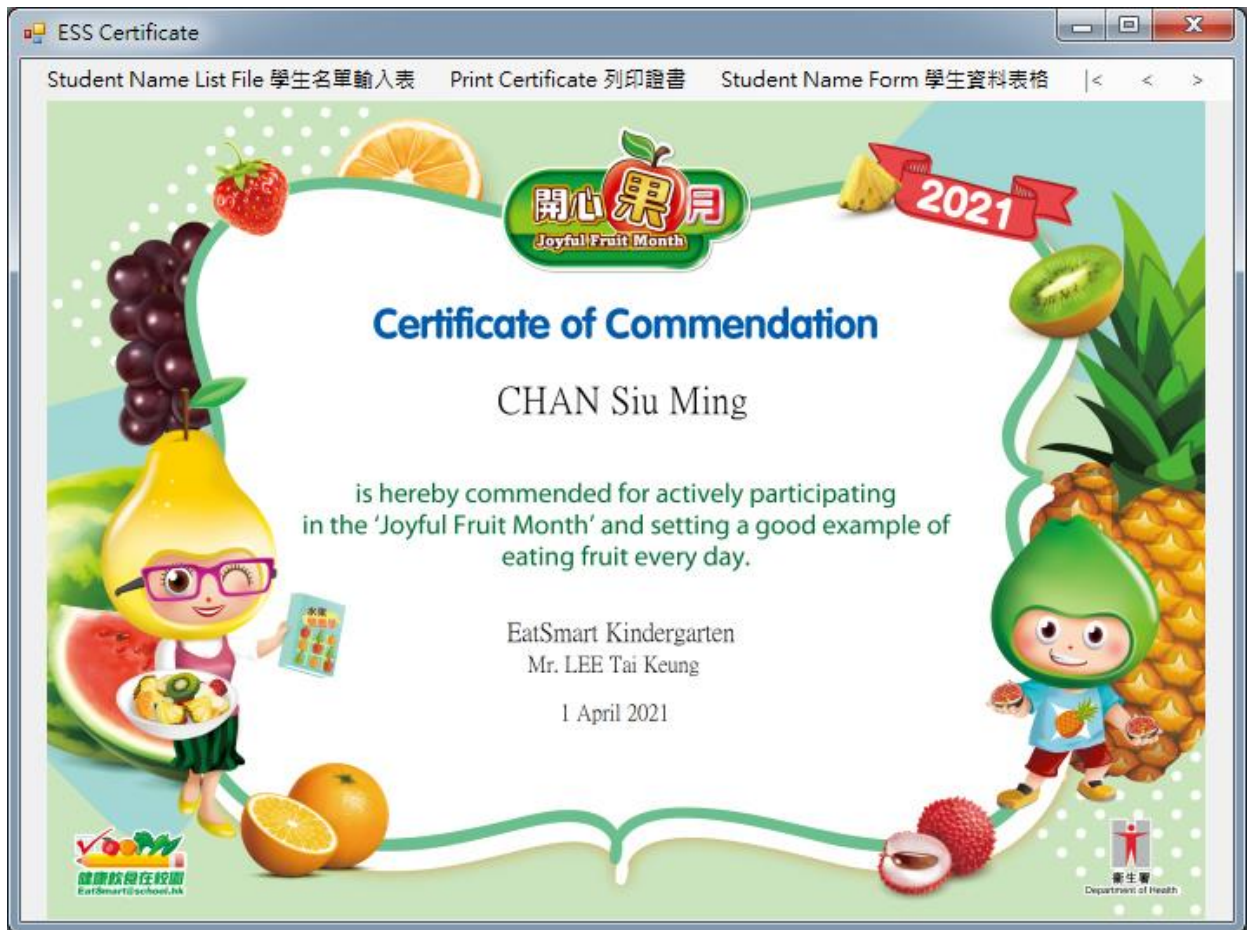 ESS Certificate
Student Name List File 學生名單輸入表 Print Certificate 列印證書 Student Name Form 學生資料表格 |< < >
開心果月
Joyful Fruit Month
2021
Certificate of Commendation
CHAN Siu Ming
is hereby commended for actively participating
in the ‘Joyful Fruit Month’ and setting a good example of
eating fruit every day.
水果
EatSmart Kindergarten
Mr. LEE Tai Keung
1 April 2021
健康飲食在校園
EatSmart@school.hk
衞生署
Department of Health